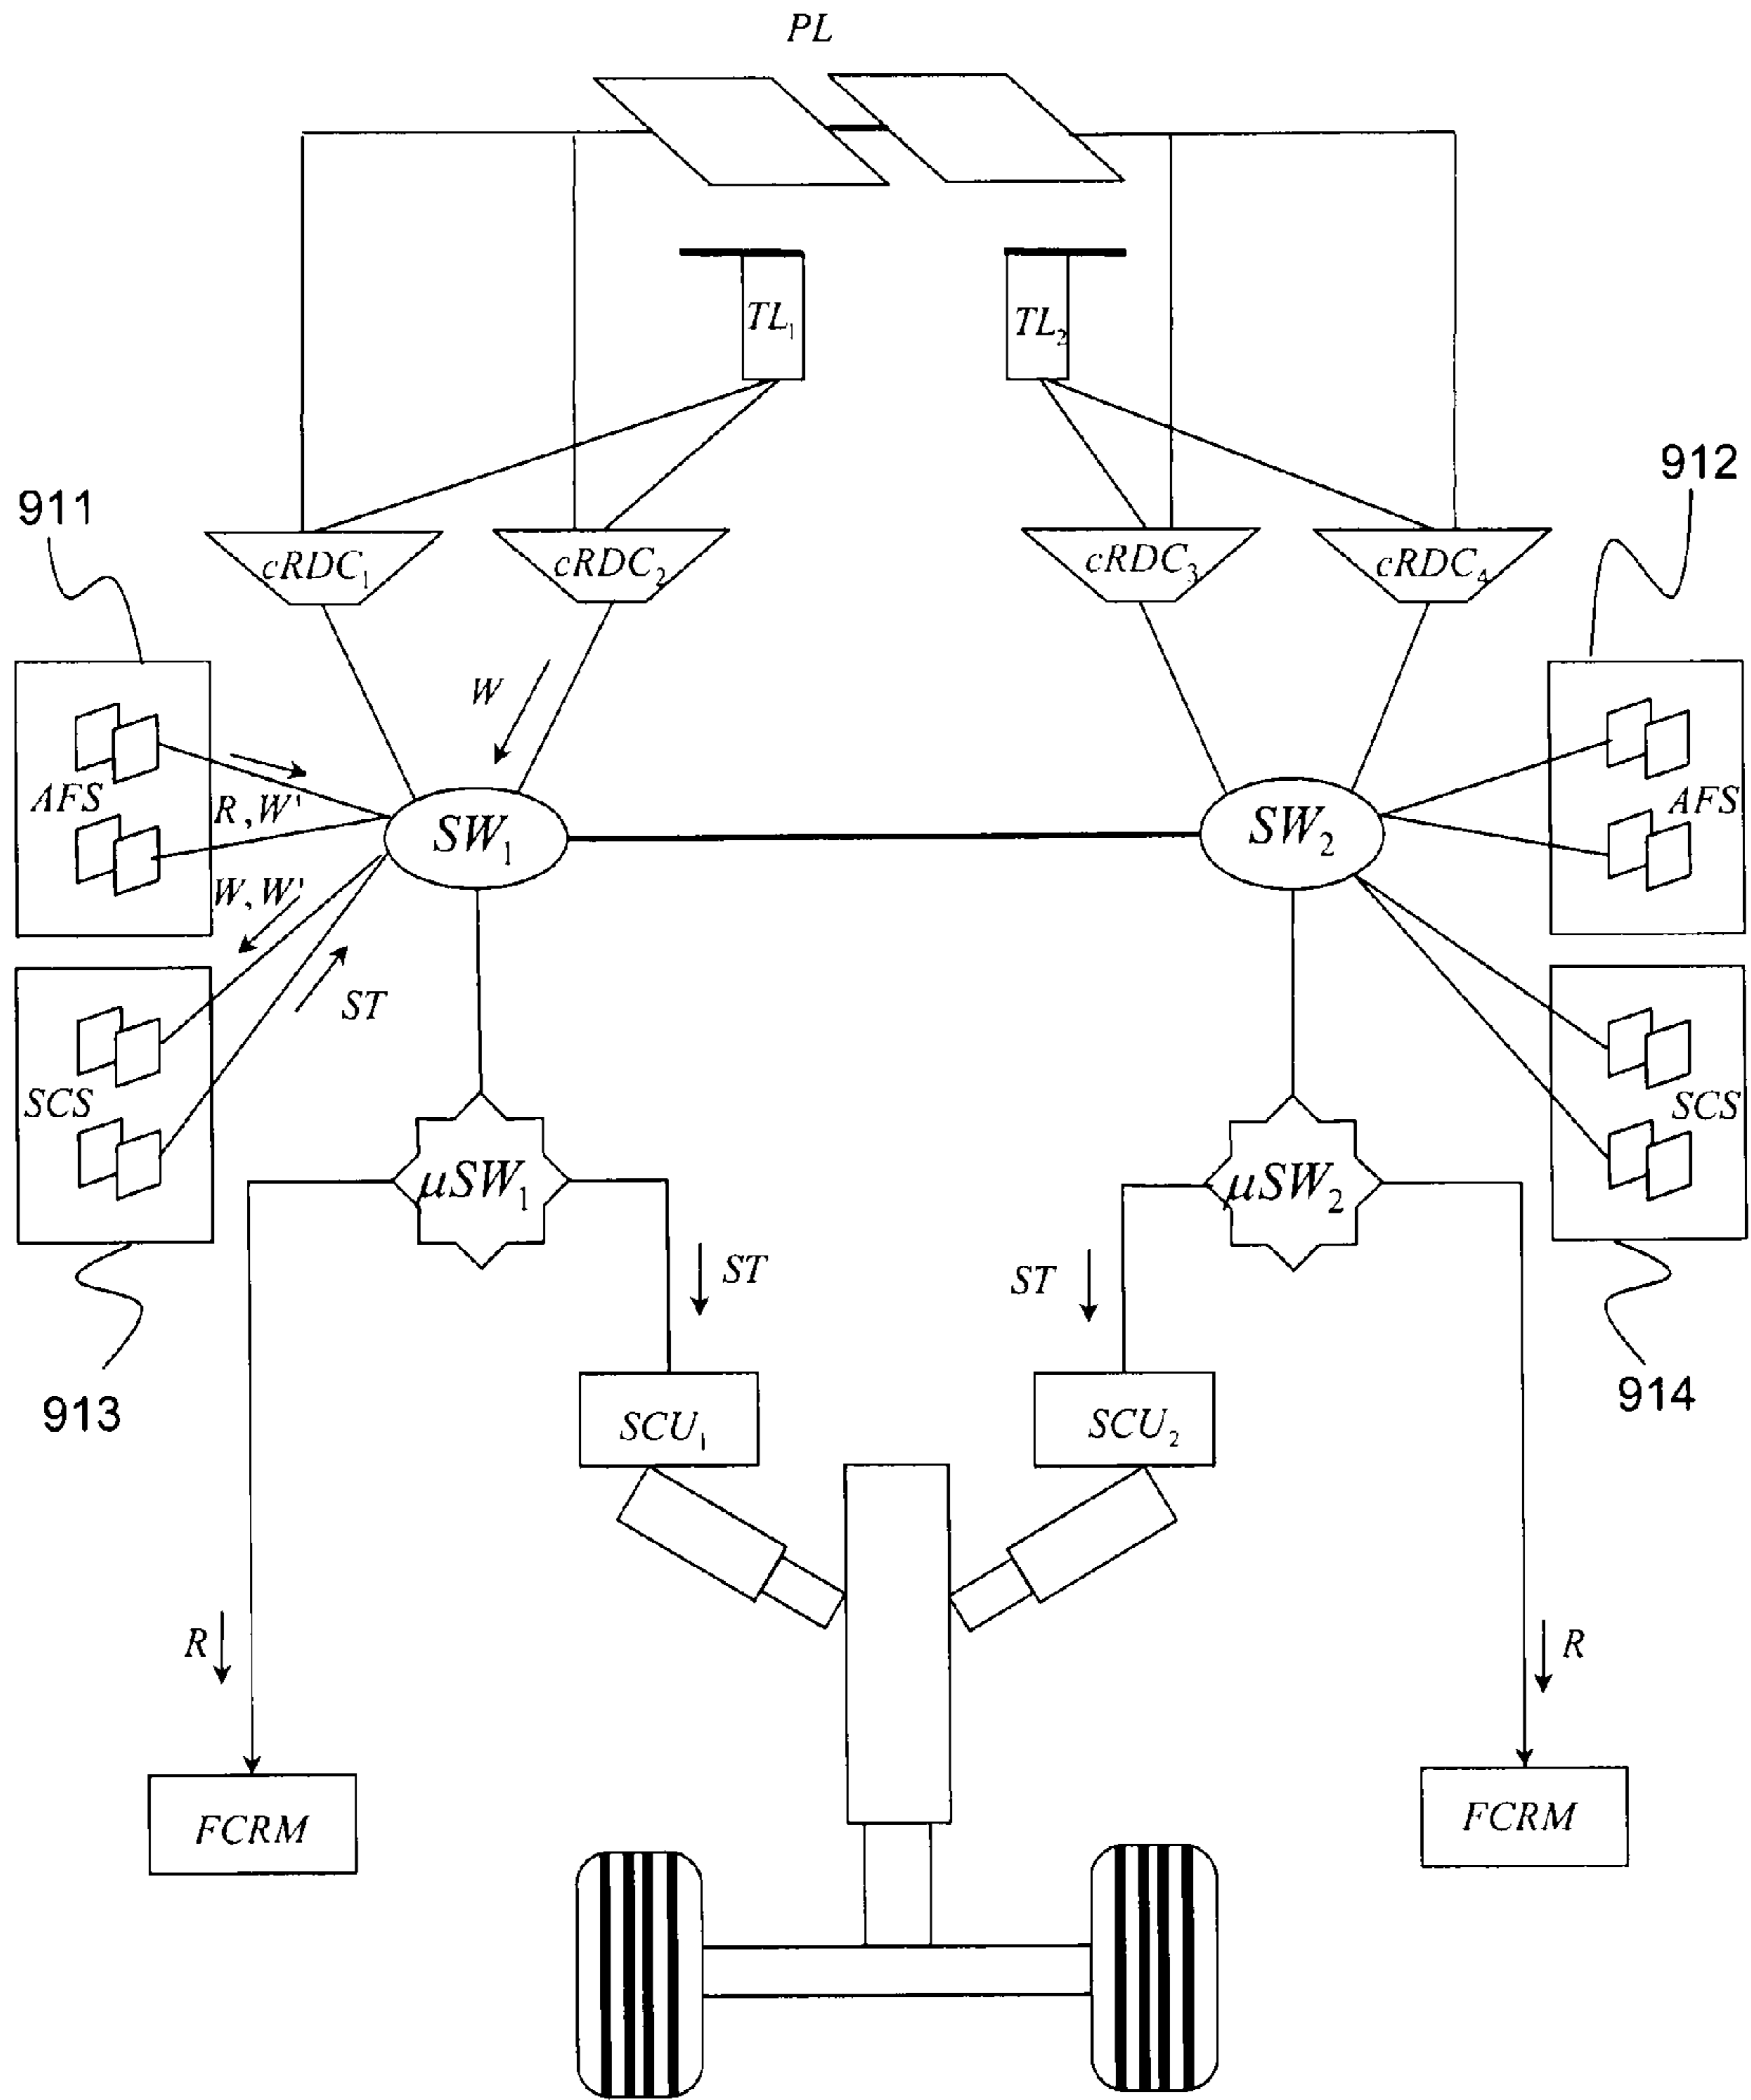 PL
TL₁
TL₂
912
911
cRDC₁
cRDC₂
cRDC₃
cRDC₄
W
AFS
R,W'
SW₁
SW₂
AFS
W,W'
ST
SCS
SCS
μSW₁
μSW₂
ST
ST
913
914
SCU₁
SCU₂
R
R
FCRM
FCRM